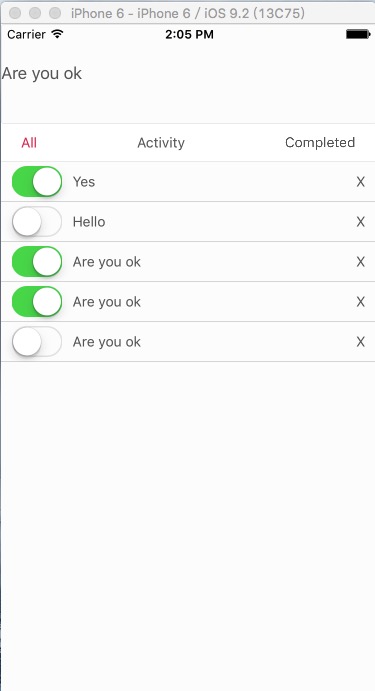 iPhone 6 - iPhone 6 / iOS 9.2 (13C75)
Carrier 2:05 PM
Are you ok
All Activity Completed
Yes X
Hello X
Are you ok X
Are you ok X
Are you ok X